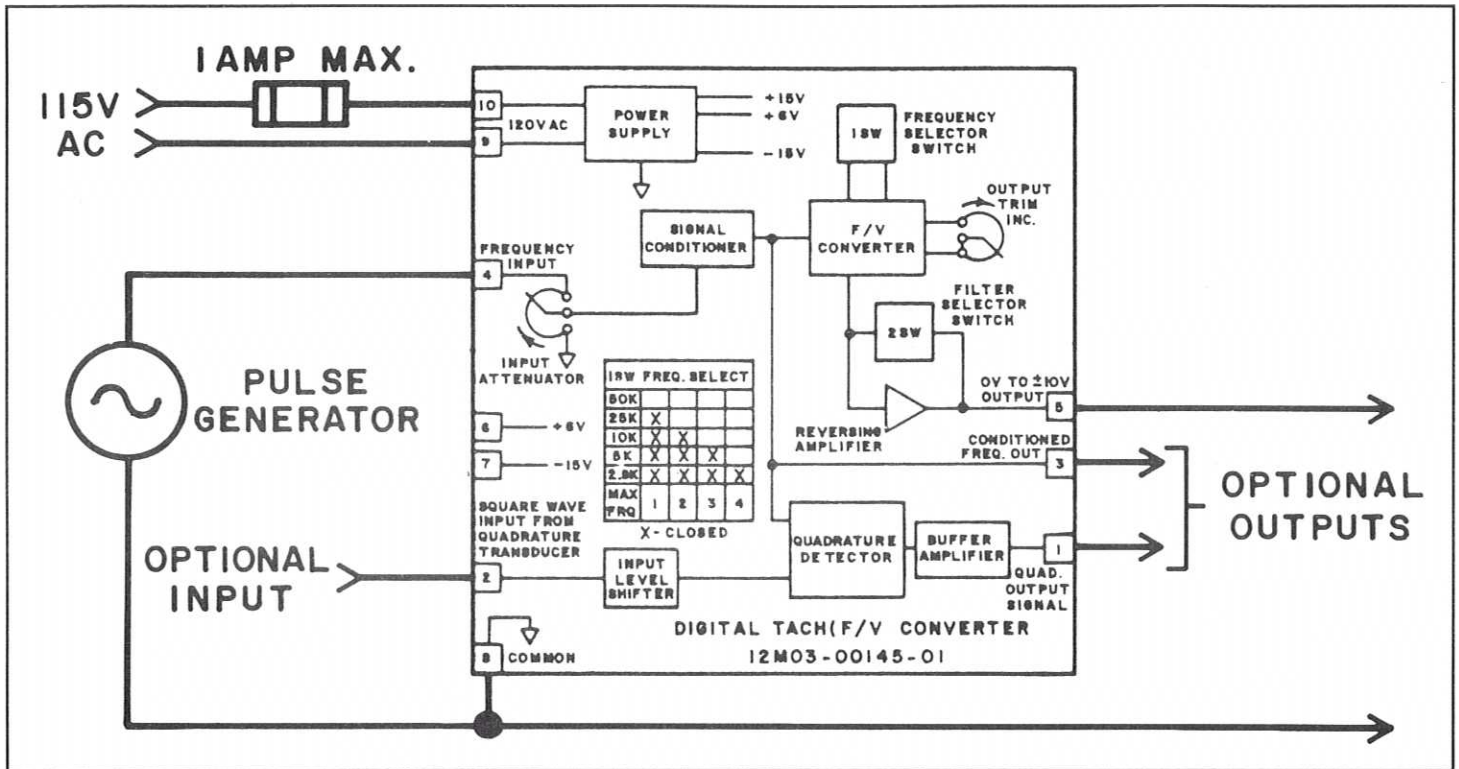 1 AMP MAX.
115V
AC
10
120VAC
9
POWER
SUPPLY
+15V
+6V
-15V
1SW
FREQUENCY
SELECTOR
SWITCH
OUTPUT
TRIM
INC.
SIGNAL
CONDITIONER
F/V
CONVERTER
FREQUENCY
INPUT
4
INPUT
ATTENUATOR
FILTER
SELECTOR
SWITCH
2SW
PULSE
GENERATOR
1SW FREQ. SELECT
50K
25K X
10K X X
5K X X X
2.5K X X X X
MAX
FRQ 1 2 3 4
X-CLOSED
REVERSING
AMPLIFIER
0V TO ±10V
OUTPUT
5
CONDITIONED
FREQ. OUT
3
6 +6V
7 -15V
SQUARE WAVE
INPUT FROM
QUADRATURE
TRANSDUCER
2
OPTIONAL
INPUT
INPUT
LEVEL
SHIFTER
QUADRATURE
DETECTOR
BUFFER
AMPLIFIER
1
QUAD.
OUTPUT
SIGNAL
OPTIONAL
OUTPUTS
8 COMMON
DIGITAL TACH(F/V CONVERTER
12M03-00145-01